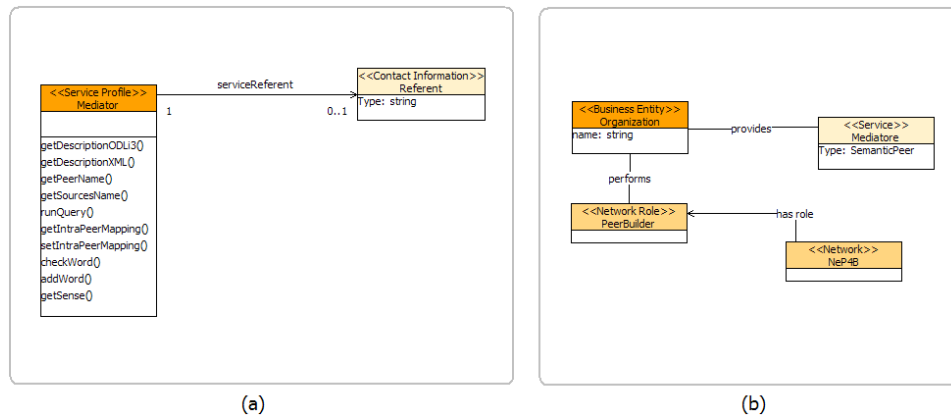 <<Service Profile>>
Mediator
getDescriptionODLi3()
getDescriptionXML()
getPeerName()
getSourcesName()
runQuery()
getIntraPeerMapping()
setIntraPeerMapping()
checkWord()
addWord()
getSense()
serviceReferent
1
0..1
<<Contact Information>>
Referent
Type: string
(a)
<<Business Entity>>
Organization
name: string
provides
<<Service>>
Mediatore
Type: SemanticPeer
performs
<<Network Role>>
PeerBuilder
has role
<<Network>>
NeP4B
(b)